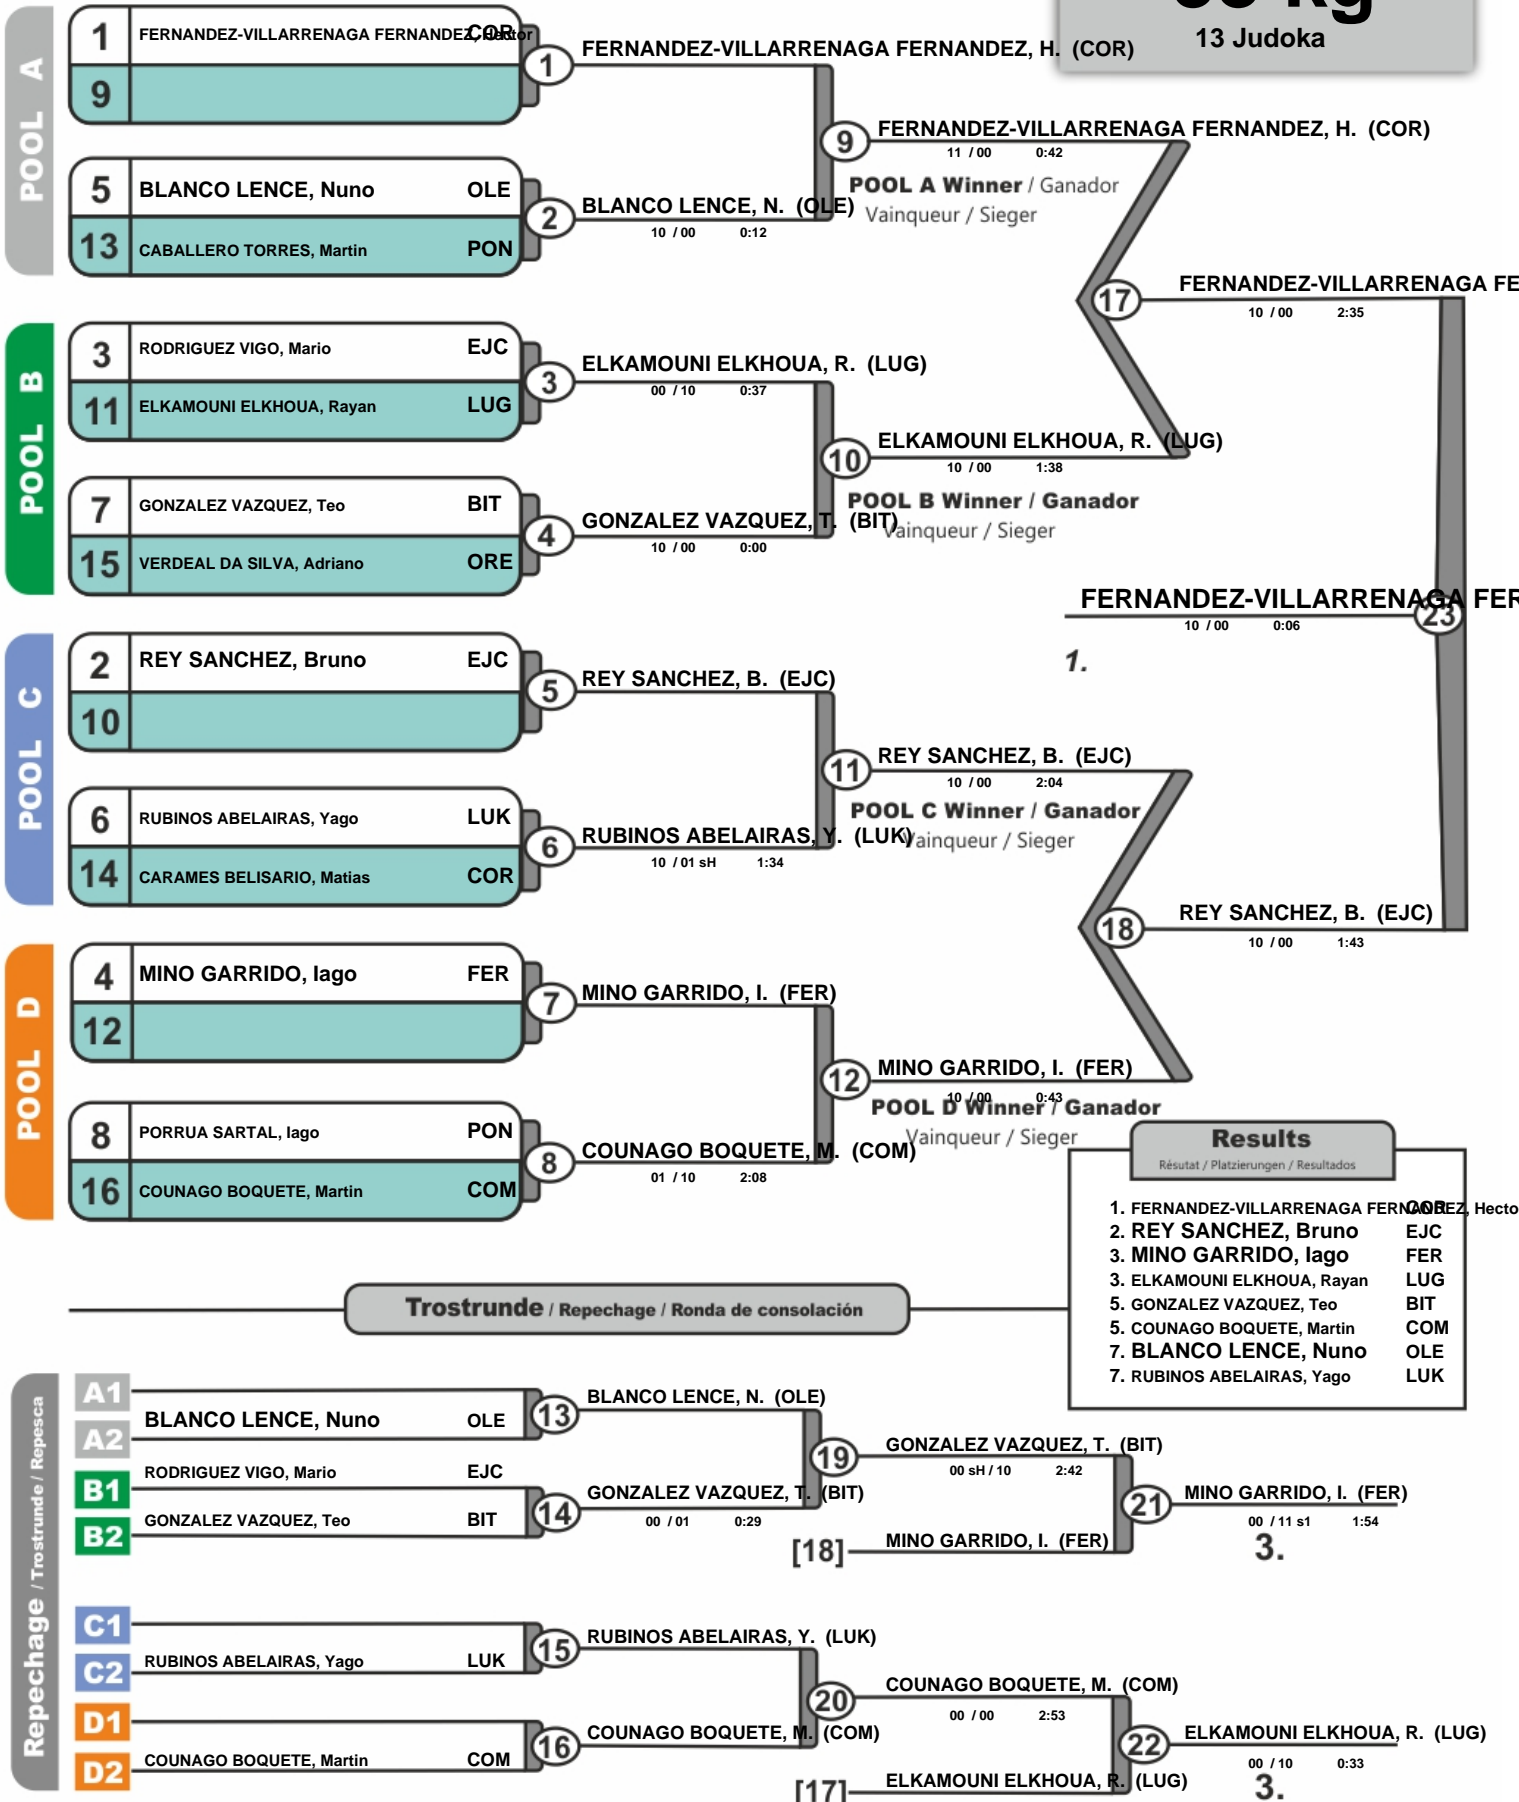 13 Judoka
POOL A
1 FERNANDEZ-VILLARRENAGA FERNANDEZ, Hector COR
9
1 FERNANDEZ-VILLARRENAGA FERNANDEZ, H. (COR)
5 BLANCO LENCE, Nuno OLE
13 CABALLERO TORRES, Martin PON
2 BLANCO LENCE, N. (OLE)
10 / 00 0:12
9 FERNANDEZ-VILLARRENAGA FERNANDEZ, H. (COR)
11 / 00 0:42
POOL A Winner / Ganador
Vainqueur / Sieger
POOL B
3 RODRIGUEZ VIGO, Mario EJC
11 ELKAMOUNI ELKHOUA, Rayan LUG
3 ELKAMOUNI ELKHOUA, R. (LUG)
00 / 10 0:37
7 GONZALEZ VAZQUEZ, Teo BIT
15 VERDEAL DA SILVA, Adriano ORE
4 GONZALEZ VAZQUEZ, T. (BIT)
10 / 00 0:00
10 ELKAMOUNI ELKHOUA, R. (LUG)
10 / 00 1:38
POOL B Winner / Ganador
Vainqueur / Sieger
17 FERNANDEZ-VILLARRENAGA FE
10 / 00 2:35
FERNANDEZ-VILLARRENAGA FER
23
10 / 00 0:06
1.
POOL C
2 REY SANCHEZ, Bruno EJC
10
5 REY SANCHEZ, B. (EJC)
6 RUBINOS ABELAIRAS, Yago LUK
14 CARAMES BELISARIO, Matias COR
6 RUBINOS ABELAIRAS, Y. (LUK)
10 / 01 sH 1:34
11 REY SANCHEZ, B. (EJC)
10 / 00 2:04
POOL C Winner / Ganador
Vainqueur / Sieger
18 REY SANCHEZ, B. (EJC)
10 / 00 1:43
POOL D
4 MINO GARRIDO, Iago FER
12
7 MINO GARRIDO, I. (FER)
8 PORRUA SARTAL, Iago PON
16 COUNAGO BOQUETE, Martin COM
8 COUNAGO BOQUETE, M. (COM)
01 / 10 2:08
12 MINO GARRIDO, I. (FER)
10 / 00 0:43
POOL D Winner / Ganador
Vainqueur / Sieger
Results
Résutat / Platzierungen / Resultados
1. FERNANDEZ-VILLARRENAGA FERNANDEZ, Hecto COR
2. REY SANCHEZ, Bruno EJC
3. MINO GARRIDO, Iago FER
3. ELKAMOUNI ELKHOUA, Rayan LUG
5. GONZALEZ VAZQUEZ, Teo BIT
5. COUNAGO BOQUETE, Martin COM
7. BLANCO LENCE, Nuno OLE
7. RUBINOS ABELAIRAS, Yago LUK
Trostrunde / Repechage / Ronda de consolación
Repechage / Trostrunde / Repesca
A1
A2 BLANCO LENCE, Nuno OLE
13 BLANCO LENCE, N. (OLE)
B1 RODRIGUEZ VIGO, Mario EJC
B2 GONZALEZ VAZQUEZ, Teo BIT
14 GONZALEZ VAZQUEZ, T. (BIT)
00 / 01 0:29
19 GONZALEZ VAZQUEZ, T. (BIT)
00 sH / 10 2:42
[18] MINO GARRIDO, I. (FER)
21 MINO GARRIDO, I. (FER)
00 / 11 s1 1:54
3.
C1
C2 RUBINOS ABELAIRAS, Yago LUK
15 RUBINOS ABELAIRAS, Y. (LUK)
D1
D2 COUNAGO BOQUETE, Martin COM
16 COUNAGO BOQUETE, M. (COM)
20 COUNAGO BOQUETE, M. (COM)
00 / 00 2:53
[17] ELKAMOUNI ELKHOUA, R. (LUG)
22 ELKAMOUNI ELKHOUA, R. (LUG)
00 / 10 0:33
3.